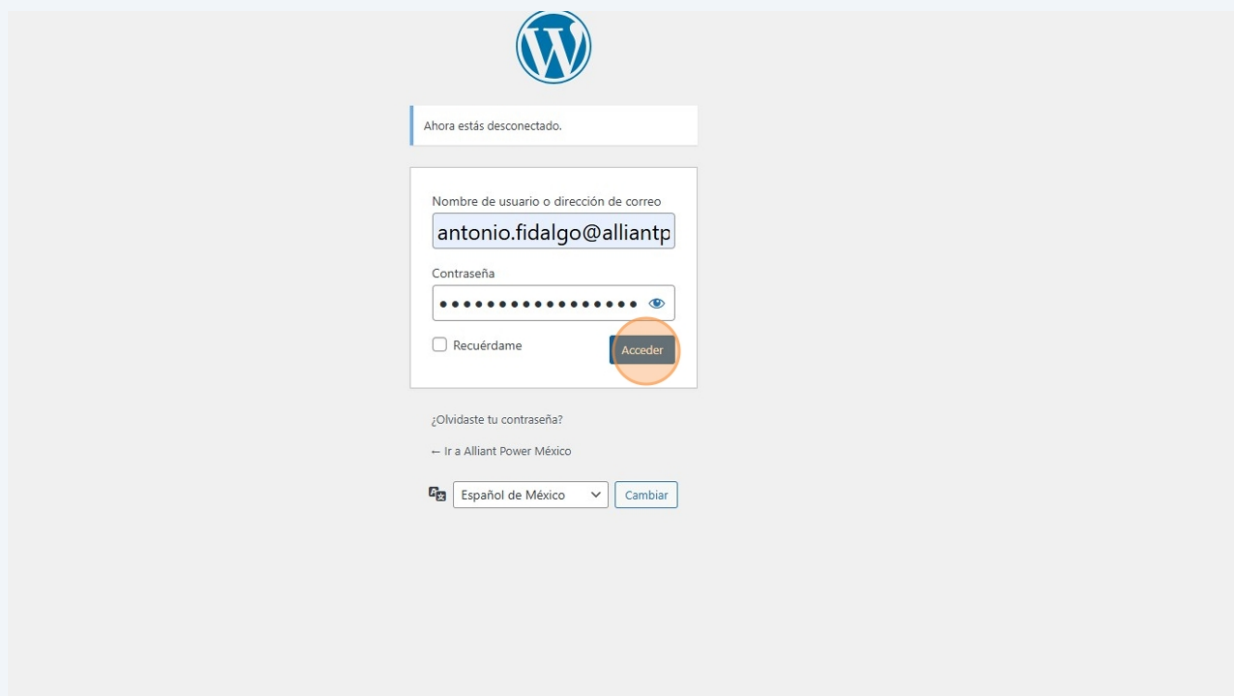 Ahora estás desconectado.
Nombre de usuario o dirección de correo
antonio.fidalgo@alliantp
Contraseña
Recuérdame
Acceder
¿Olvidaste tu contraseña?
← Ir a Alliant Power México
Español de México
Cambiar